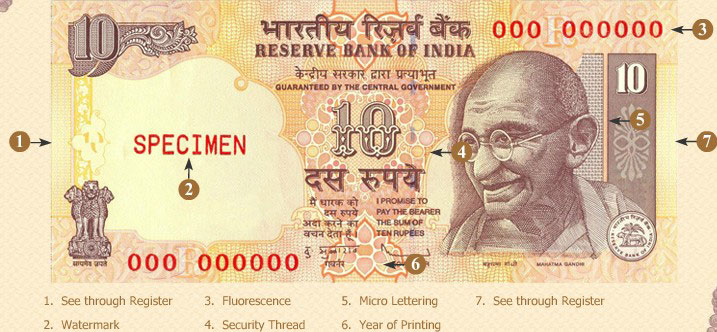 10
भारतीय रिज़र्व बैंक
000 000000
3
RESERVE BANK OF INDIA
केन्द्रीय सरकार द्वारा प्रत्याभूत
GUARANTEED BY THE CENTRAL GOVERNMENT
10
10
5
1
SPECIMEN
7
2
4
दस रुपये
मैं धारक को
दस रुपये
अदा करने का
वचन देता हूँ।
I PROMISE TO
PAY THE BEARER
THE SUM OF
TEN RUPEES
सत्यमेव जयते
000 000000
गवर्नर
6
महात्मा गांधी
MAHATMA GANDHI
1. See through Register
3. Fluorescence
5. Micro Lettering
7. See through Register
2. Watermark
4. Security Thread
6. Year of Printing